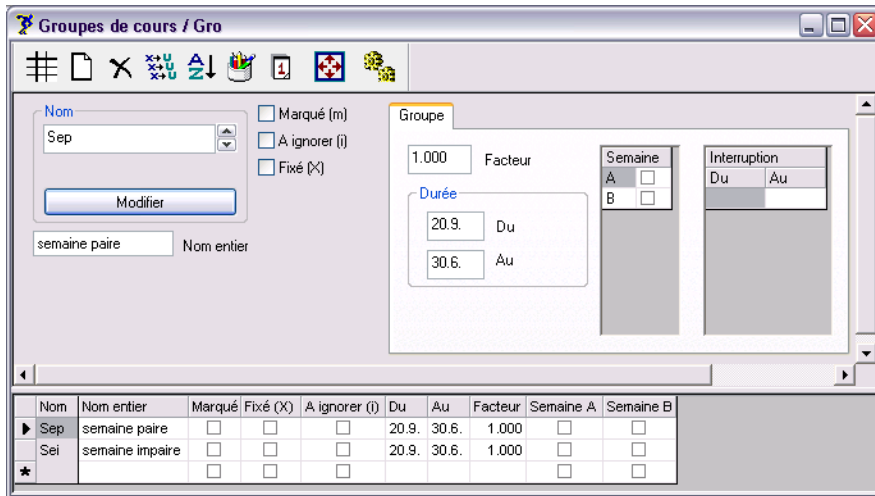 Groupes de cours / Gro
Nom
Sep
Modifier
semaine paire Nom entier
Marqué (m)
A ignorer (i)
Fixé (X)
Groupe
1.000 Facteur
Durée
20.9. Du
30.6. Au
Semaine
A
B
Interruption
Du Au
Nom Nom entier Marqué Fixé (X) A ignorer (i) Du Au Facteur Semaine A Semaine B
Sep semaine paire 20.9. 30.6. 1.000
Sei semaine impaire 20.9. 30.6. 1.000